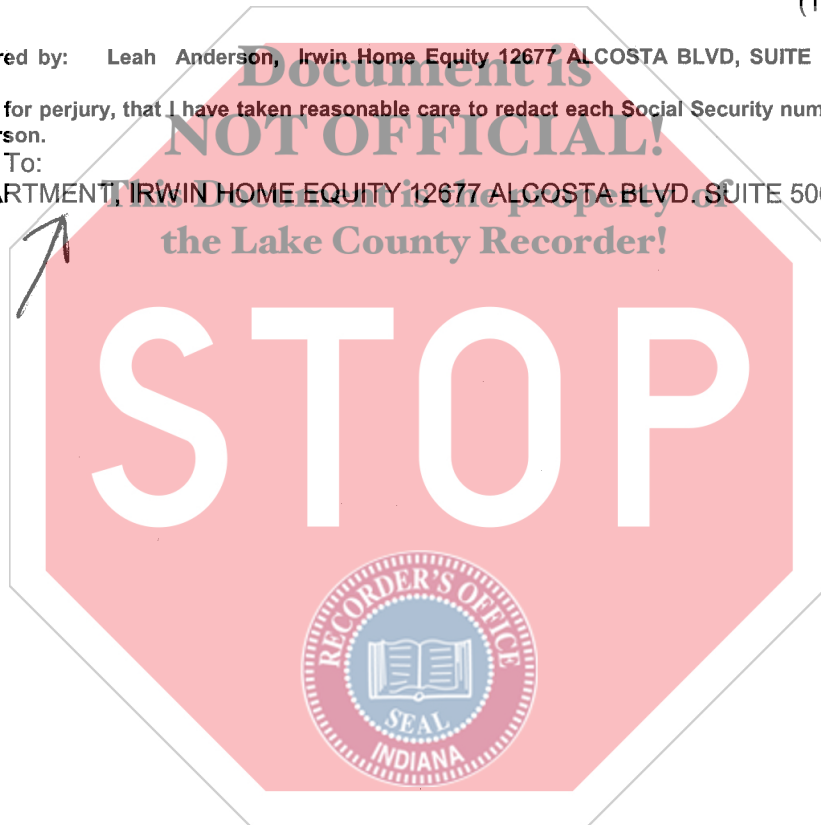 (1
red by: Leah Anderson, Irwin Home Equity 12677 ALCOSTA BLVD, SUITE
Document is
for perjury, that I have taken reasonable care to redact each Social Security num
NOT OFFICIAL!
rson.
To:
ARTMENT, IRWIN HOME EQUITY 12677 ALCOSTA BLVD. SUITE 500
This Document is the property of
the Lake County Recorder!
STOP
RECORDER'S OFFICE
SEAL
INDIANA